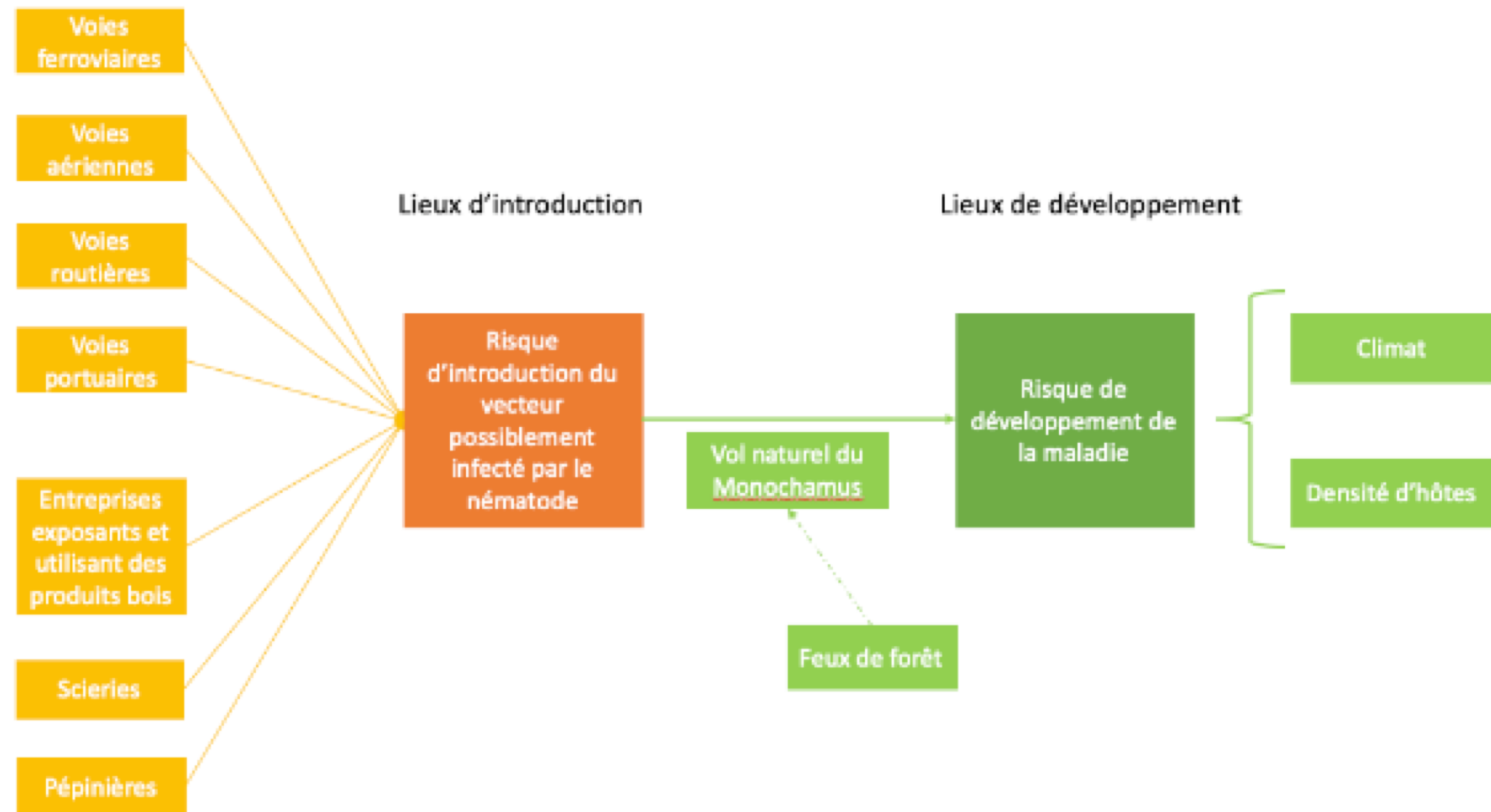 Voies
ferroviaires
Voies
aériennes
Voies
routières
Voies
portuaires
Entreprises
exposants et
utilisant des
produits bois
Scieries
Pépinières
Lieux d'introduction
Risque
d'introduction du
vecteur
possiblement
infecté par le
nématode
Vol naturel du
Monochamus
Feux de forêt
Lieux de développement
Risque de
développement de
la maladie
Climat
Densité d'hôtes